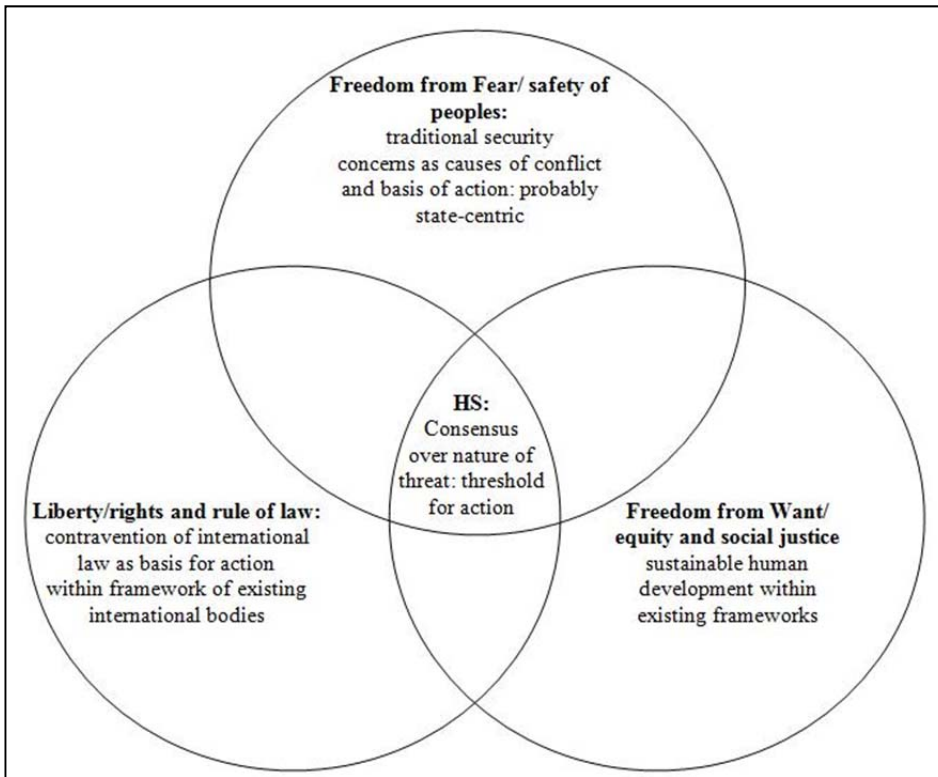 Freedom from Fear/ safety of
peoples:
traditional security
concerns as causes of conflict
and basis of action: probably
state-centric
HS:
Consensus
over nature of
threat: threshold
for action
Liberty/rights and rule of law:
contravention of international
law as basis for action
within framework of existing
international bodies
Freedom from Want/
equity and social justice
sustainable human
development within
existing frameworks